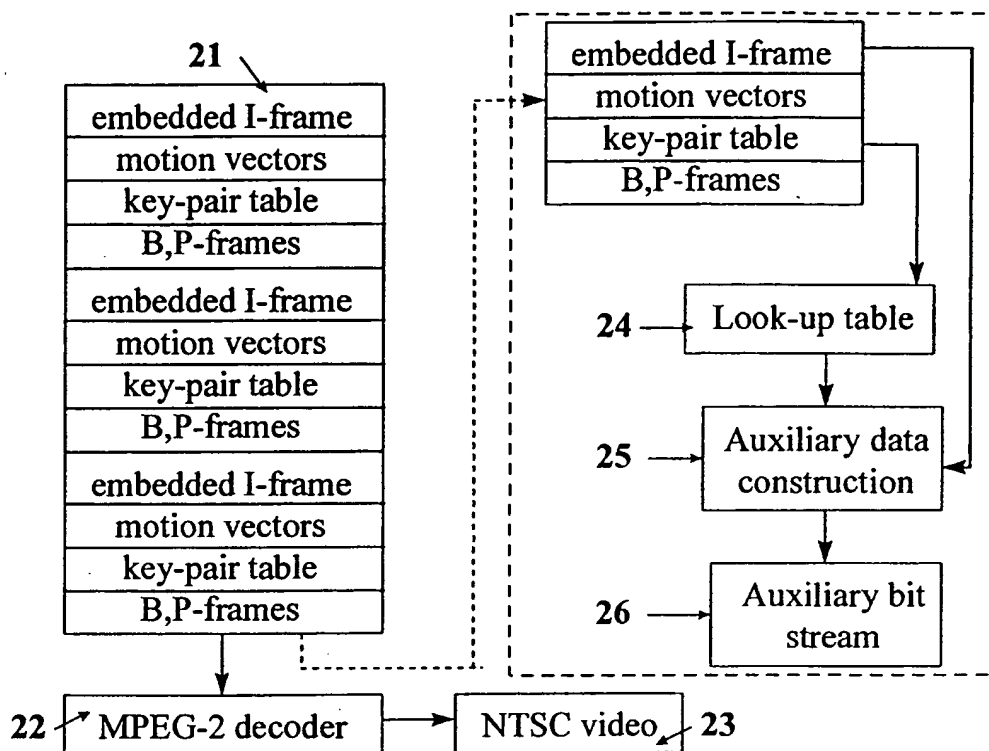 21
embedded I-frame
motion vectors
key-pair table
B,P-frames
embedded I-frame
motion vectors
key-pair table
B,P-frames
embedded I-frame
motion vectors
key-pair table
B,P-frames
22
MPEG-2 decoder
NTSC video
23
embedded I-frame
motion vectors
key-pair table
B,P-frames
24
Look-up table
25
Auxiliary data
construction
26
Auxiliary bit
stream